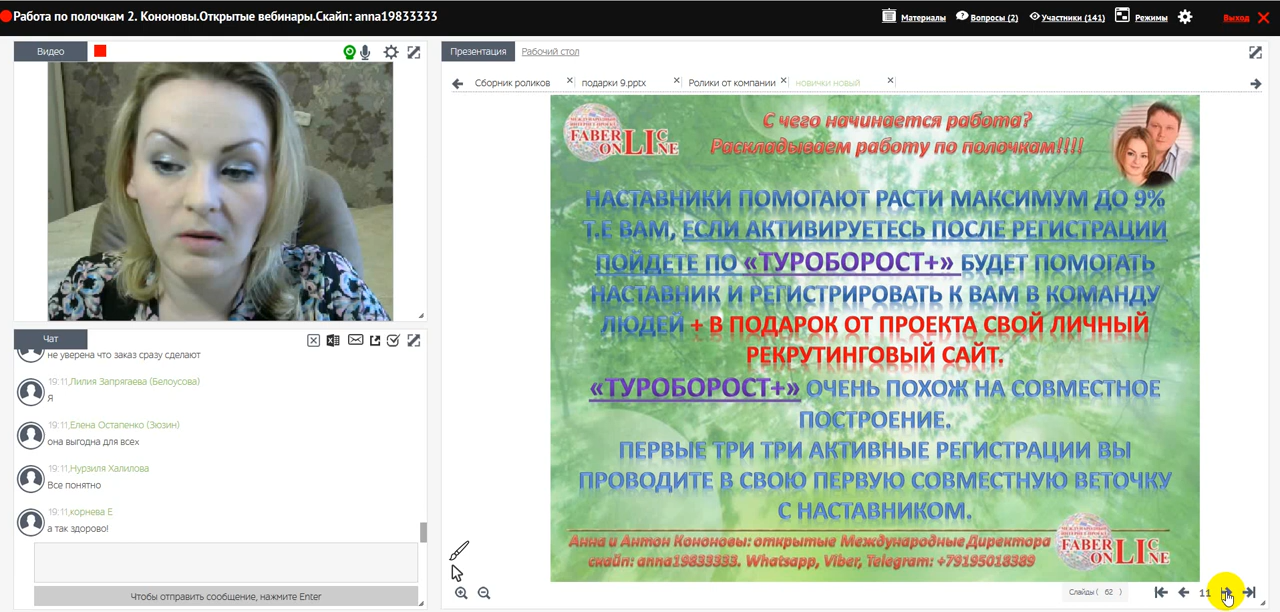 Работа по полочкам 2. Кононовы.Открытые вебинары.Скайп: anna19833333
Материалы
Вопросы (2)
Участники (141)
Режимы
Выход
Видео
Презентация
Рабочий стол
Сборник роликов
подарки 9.pptx
Ролики от компании
новички новый
FABERLIC
ONLINE
С чего начинается работа?
Раскладываем работу по полочкам!!!!
НАСТАВНИКИ ПОМОГАЮТ РАСТИ МАКСИМУМ ДО 9%
Т.Е ВАМ, ЕСЛИ АКТИВИРУЕТЕСЬ ПОСЛЕ РЕГИСТРАЦИИ
ПОЙДЕТЕ ПО «ТУРОБОРОСТ+» БУДЕТ ПОМОГАТЬ
НАСТАВНИК И РЕГИСТРИРОВАТЬ К ВАМ В КОМАНДУ
ЛЮДЕЙ + В ПОДАРОК ОТ ПРОЕКТА СВОЙ ЛИЧНЫЙ
РЕКРУТИНГОВЫЙ САЙТ.
«ТУРОБОРОСТ+» ОЧЕНЬ ПОХОЖ НА СОВМЕСТНОЕ
ПОСТРОЕНИЕ.
ПЕРВЫЕ ТРИ ТРИ АКТИВНЫЕ РЕГИСТРАЦИИ ВЫ
ПРОВОДИТЕ В СВОЮ ПЕРВУЮ СОВМЕСТНУЮ ВЕТОЧКУ
С НАСТАВНИКОМ.
Анна и Антон Кононовы: открытые Международные Директора
скайп: anna19833333. Whatsapp, Viber, Telegram: +79195018389
FABERLIC
ONLINE
Слайды ( 62 )
11
Чат
не уверена что заказ сразу сделают
19:11,Лилия Запрягаева (Белоусова)
Я
19:11,Елена Остапенко (Зюзин)
она выгодна для всех
19:11,Нурзиля Халилова
Все понятно
19:11,корнева Е
а так здорово!
Чтобы отправить сообщение, нажмите Enter